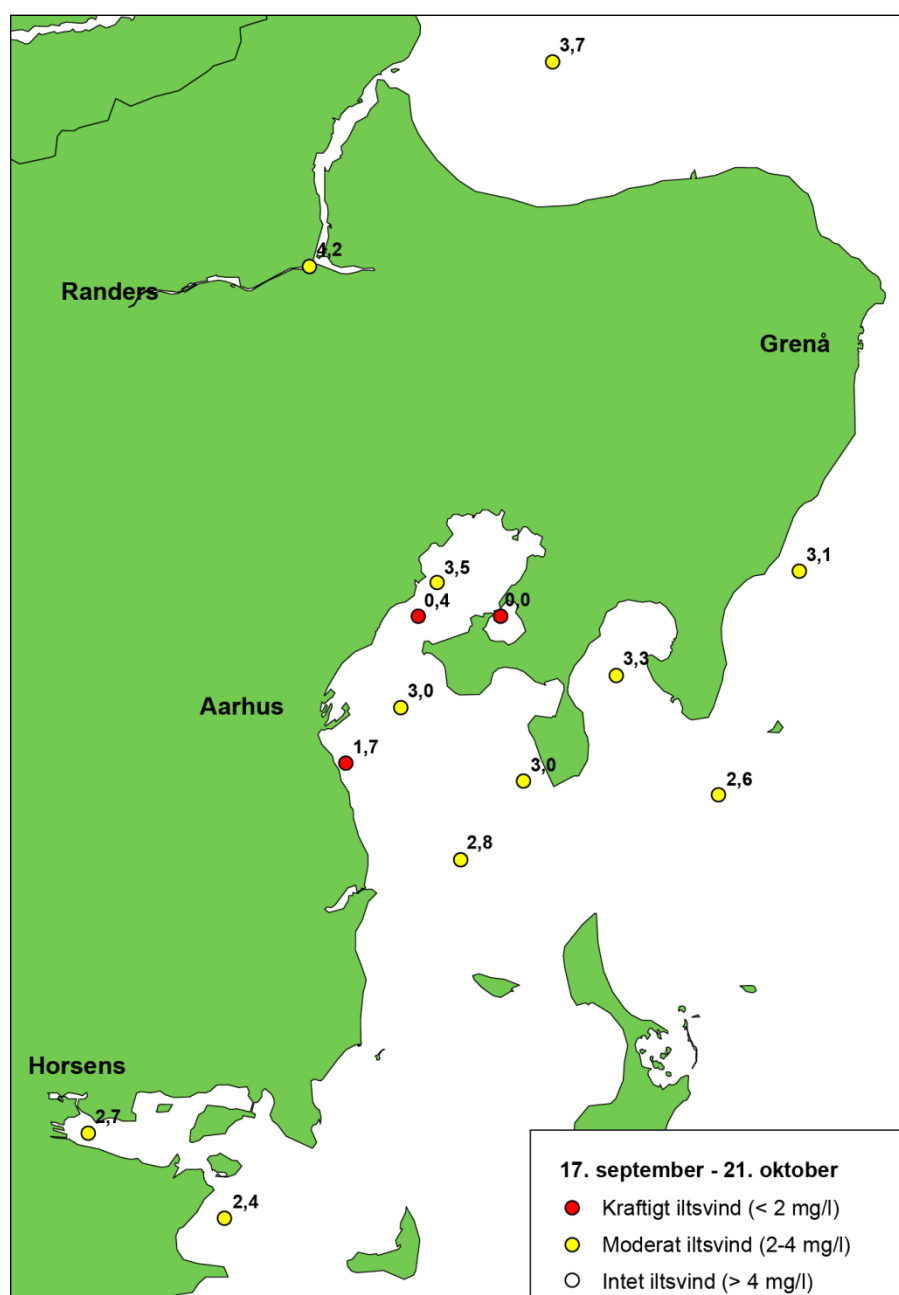 3,7
4,2
Randers
Grenå
3,1
3,5
0,4
0,0
3,3
Aarhus
3,0
1,7
3,0
2,6
2,8
Horsens
2,7
2,4
17. september - 21. oktober
Kraftigt iltsvind (< 2 mg/l)
Moderat iltsvind (2-4 mg/l)
Intet iltsvind (> 4 mg/l)